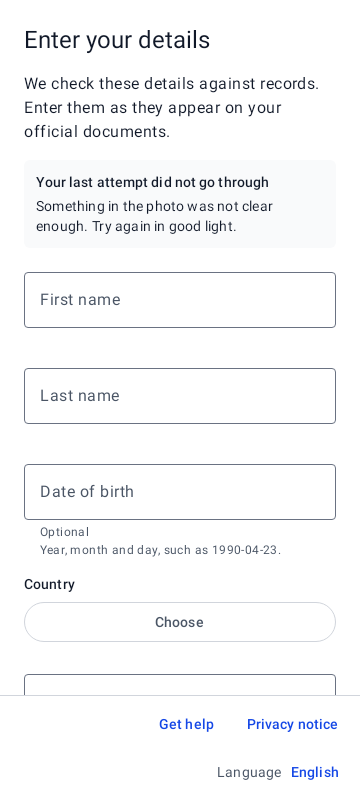 Enter your details
We check these details against records.
Enter them as they appear on your
official documents.
Your last attempt did not go through
Something in the photo was not clear
enough. Try again in good light.
First name
Last name
Date of birth
Optional
Year, month and day, such as 1990-04-23.
Country
Choose
Get help
Privacy notice
Language English